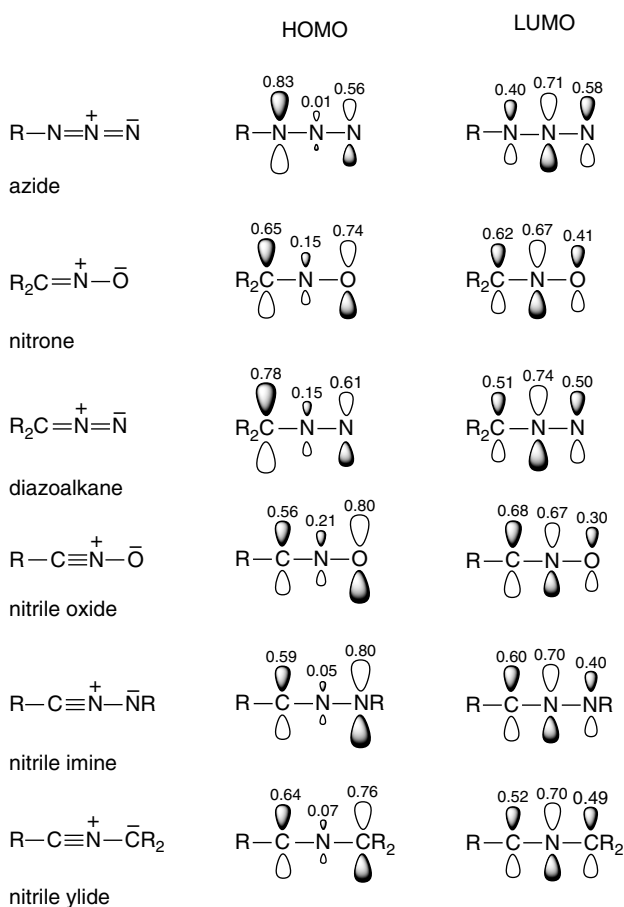 HOMO LUMO
0.83 0.01 0.56 0.40 0.71 0.58
R—N=N⁺=N̄ R—N—N—N R—N—N—N
azide
0.65 0.15 0.74 0.62 0.67 0.41
R₂C=N⁺—Ō R₂C—N—O R₂C—N—O
nitrone
0.78 0.15 0.61 0.51 0.74 0.50
R₂C=N⁺=N̄ R₂C—N—N R₂C—N—N
diazoalkane
0.56 0.21 0.80 0.68 0.67 0.30
R—C≡N⁺—Ō R—C—N—O R—C—N—O
nitrile oxide
0.59 0.05 0.80 0.60 0.70 0.40
R—C≡N⁺—N̄R R—C—N—NR R—C—N—NR
nitrile imine
0.64 0.07 0.76 0.52 0.70 0.49
R—C≡N⁺—C̄R₂ R—C—N—CR₂ R—C—N—CR₂
nitrile ylide